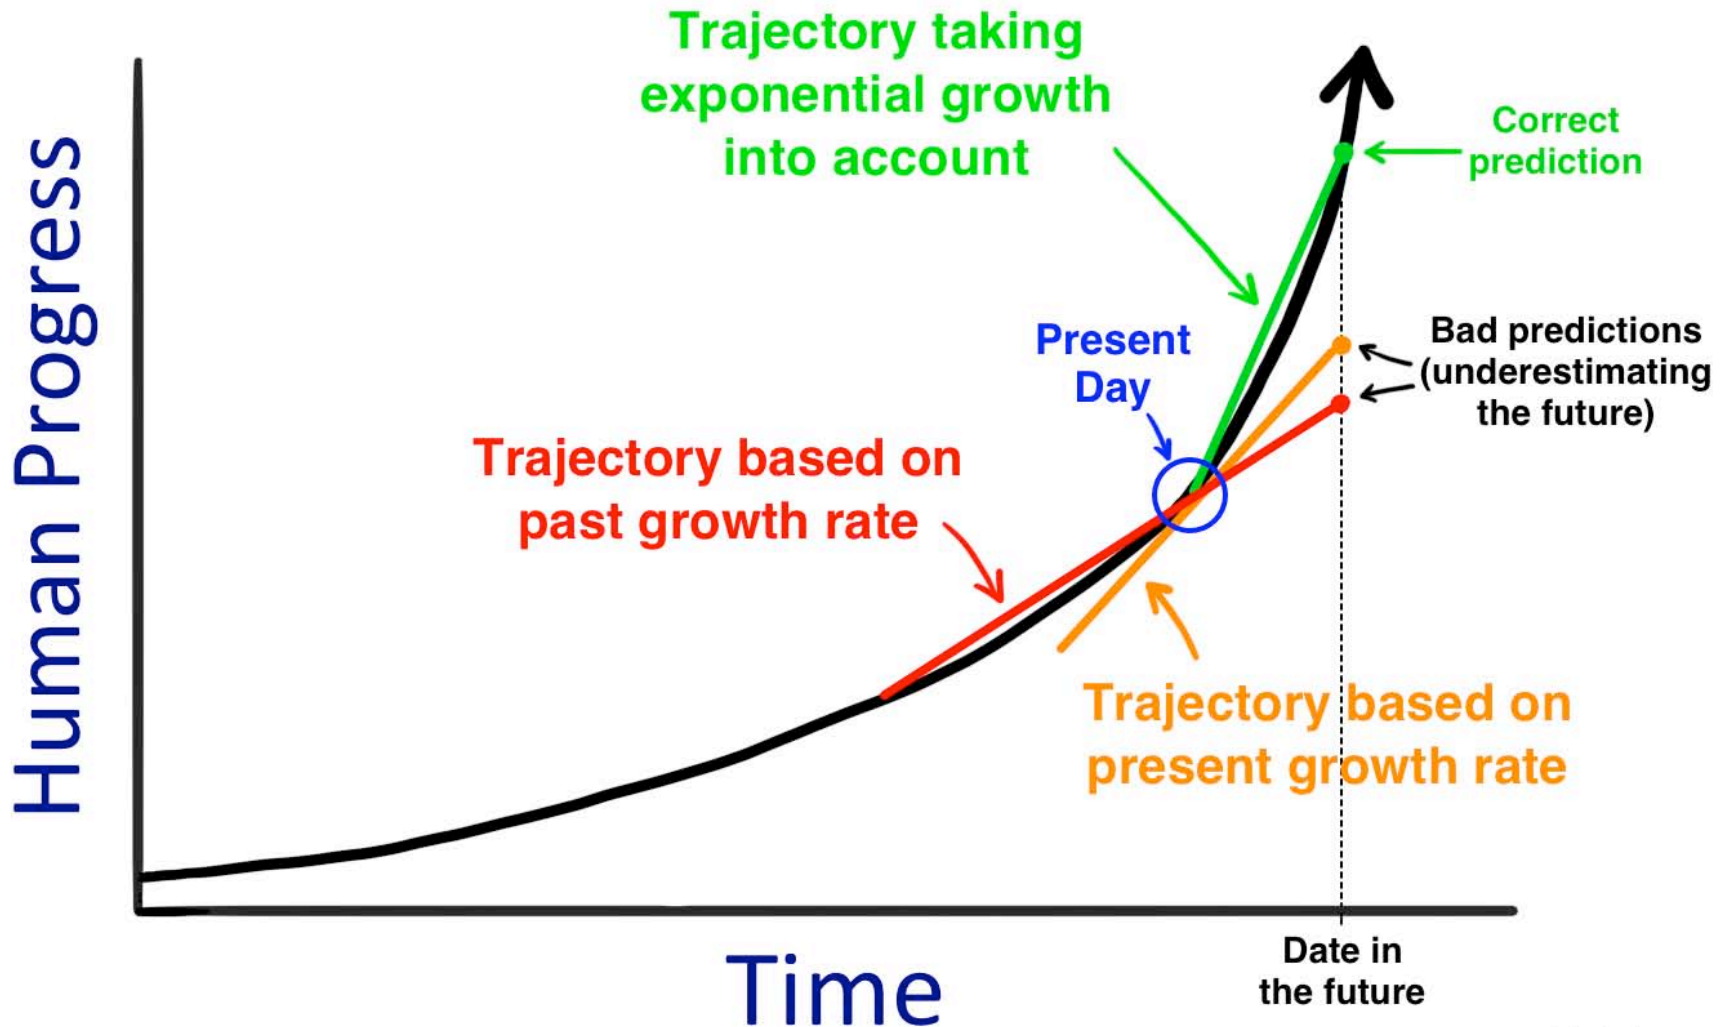 Trajectory taking
exponential growth
into account
Correct
prediction
Human Progress
Present
Day
Bad predictions
(underestimating
the future)
Trajectory based on
past growth rate
Trajectory based on
present growth rate
Time
Date in
the future